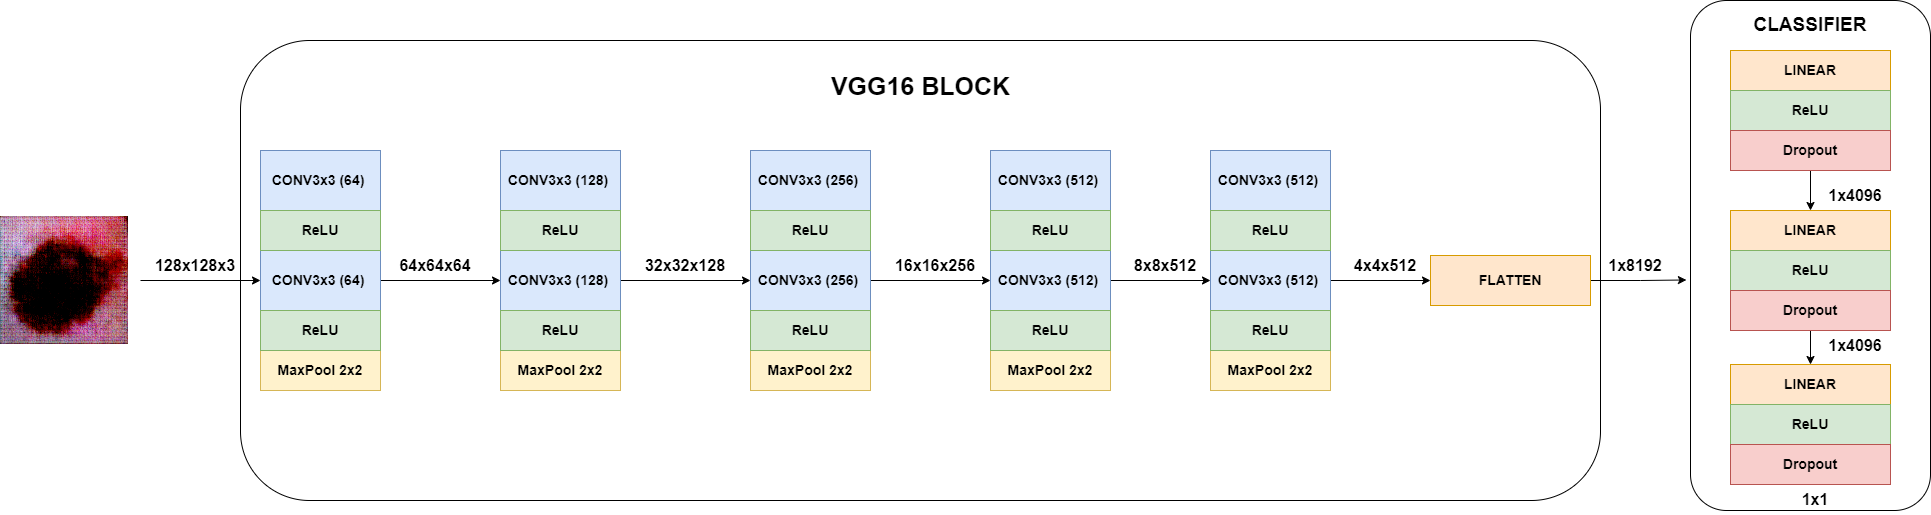 VGG16 BLOCK
128x128x3
CONV3x3 (64)
ReLU
CONV3x3 (64)
ReLU
MaxPool 2x2
64x64x64
CONV3x3 (128)
ReLU
CONV3x3 (128)
ReLU
MaxPool 2x2
32x32x128
CONV3x3 (256)
ReLU
CONV3x3 (256)
ReLU
MaxPool 2x2
16x16x256
CONV3x3 (512)
ReLU
CONV3x3 (512)
ReLU
MaxPool 2x2
8x8x512
CONV3x3 (512)
ReLU
CONV3x3 (512)
ReLU
MaxPool 2x2
4x4x512
FLATTEN
1x8192
CLASSIFIER
LINEAR
ReLU
Dropout
1x4096
LINEAR
ReLU
Dropout
1x4096
LINEAR
ReLU
Dropout
1x1